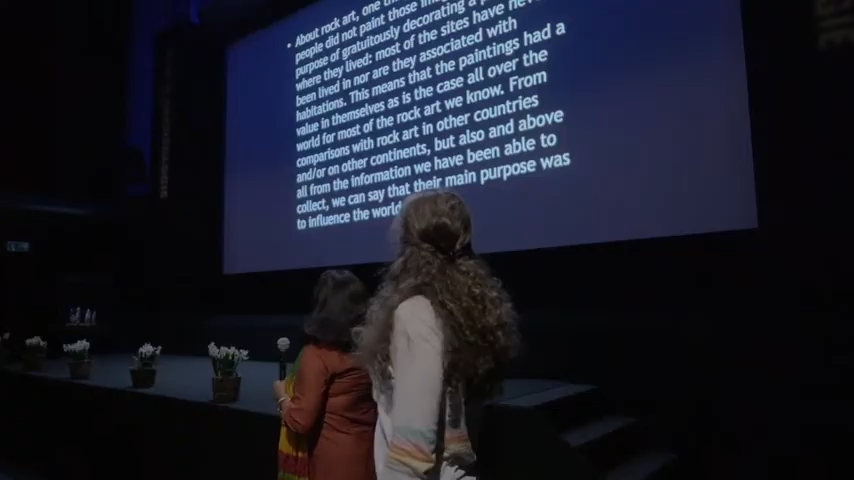 • About rock art, one
people did not paint those
purpose of gratuitously decorating a
where they lived: most of the sites have
been lived in nor are they associated with
habitations. This means that the paintings had a
value in themselves as is the case all over the
world for most of the rock art we know. From
comparisons with rock art in other countries
and/or on other continents, but also and above
all from the information we have been able to
collect, we can say that their main purpose was
to influence the world